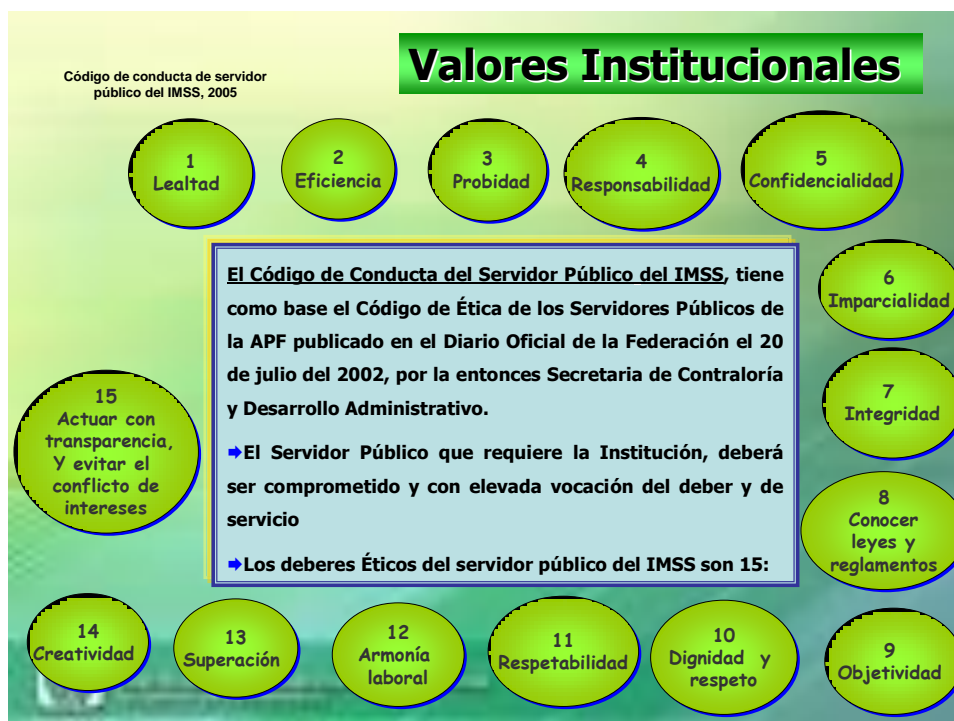 Valores Institucionales
Código de conducta de servidor
público del IMSS, 2005
1
Lealtad
2
Eficiencia
3
Probidad
4
Responsabilidad
5
Confidencialidad
El Código de Conducta del Servidor Público del IMSS, tiene
como base el Código de Ética de los Servidores Públicos de
la APF publicado en el Diario Oficial de la Federación el 20
de julio del 2002, por la entonces Secretaria de Contraloría
y Desarrollo Administrativo.
➡El Servidor Público que requiere la Institución, deberá
ser comprometido y con elevada vocación del deber y de
servicio
➡Los deberes Éticos del servidor público del IMSS son 15:
6
Imparcialidad
7
Integridad
8
Conocer
leyes y
reglamentos
9
Objetividad
10
Dignidad y
respeto
11
Respetabilidad
12
Armonía
laboral
13
Superación
14
Creatividad
15
Actuar con
transparencia,
Y evitar el
conflicto de
intereses